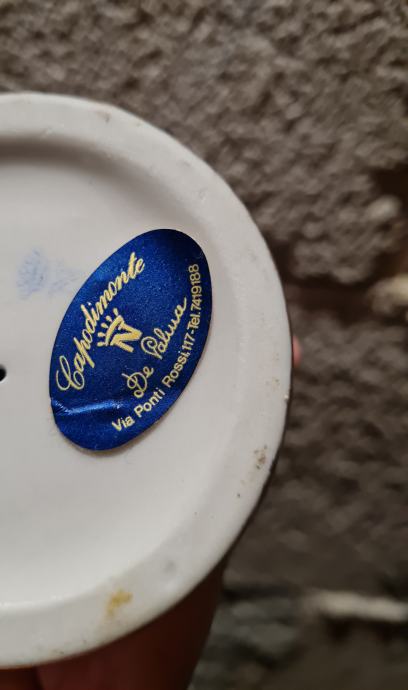 Capodimonte
N
De Palma
Via Ponti Rossi,117-Tel.7419188